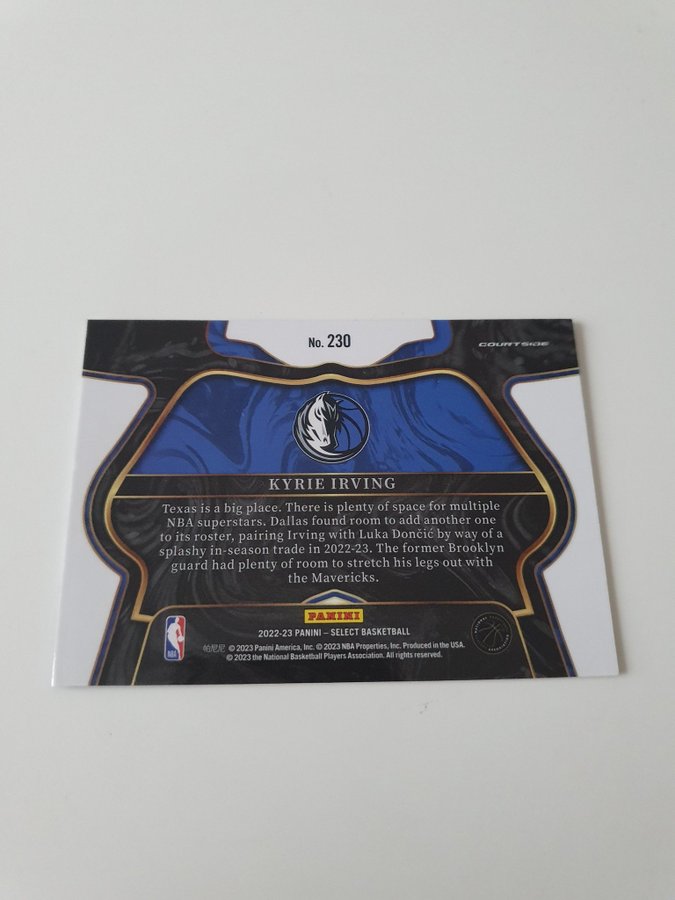 No. 230
COURTSIDE
KYRIE IRVING
Texas is a big place. There is plenty of space for multiple
NBA superstars. Dallas found room to add another one
to its roster, pairing Irving with Luka Dončić by way of a
splashy in-season trade in 2022-23. The former Brooklyn
guard had plenty of room to stretch his legs out with
the Mavericks.
PANINI
2022-23 PANINI – SELECT BASKETBALL
帕尼尼 © 2023 Panini America, Inc. © 2023 NBA Properties, Inc. Produced in the USA.
© 2023 the National Basketball Players Association. All rights reserved.
NBA